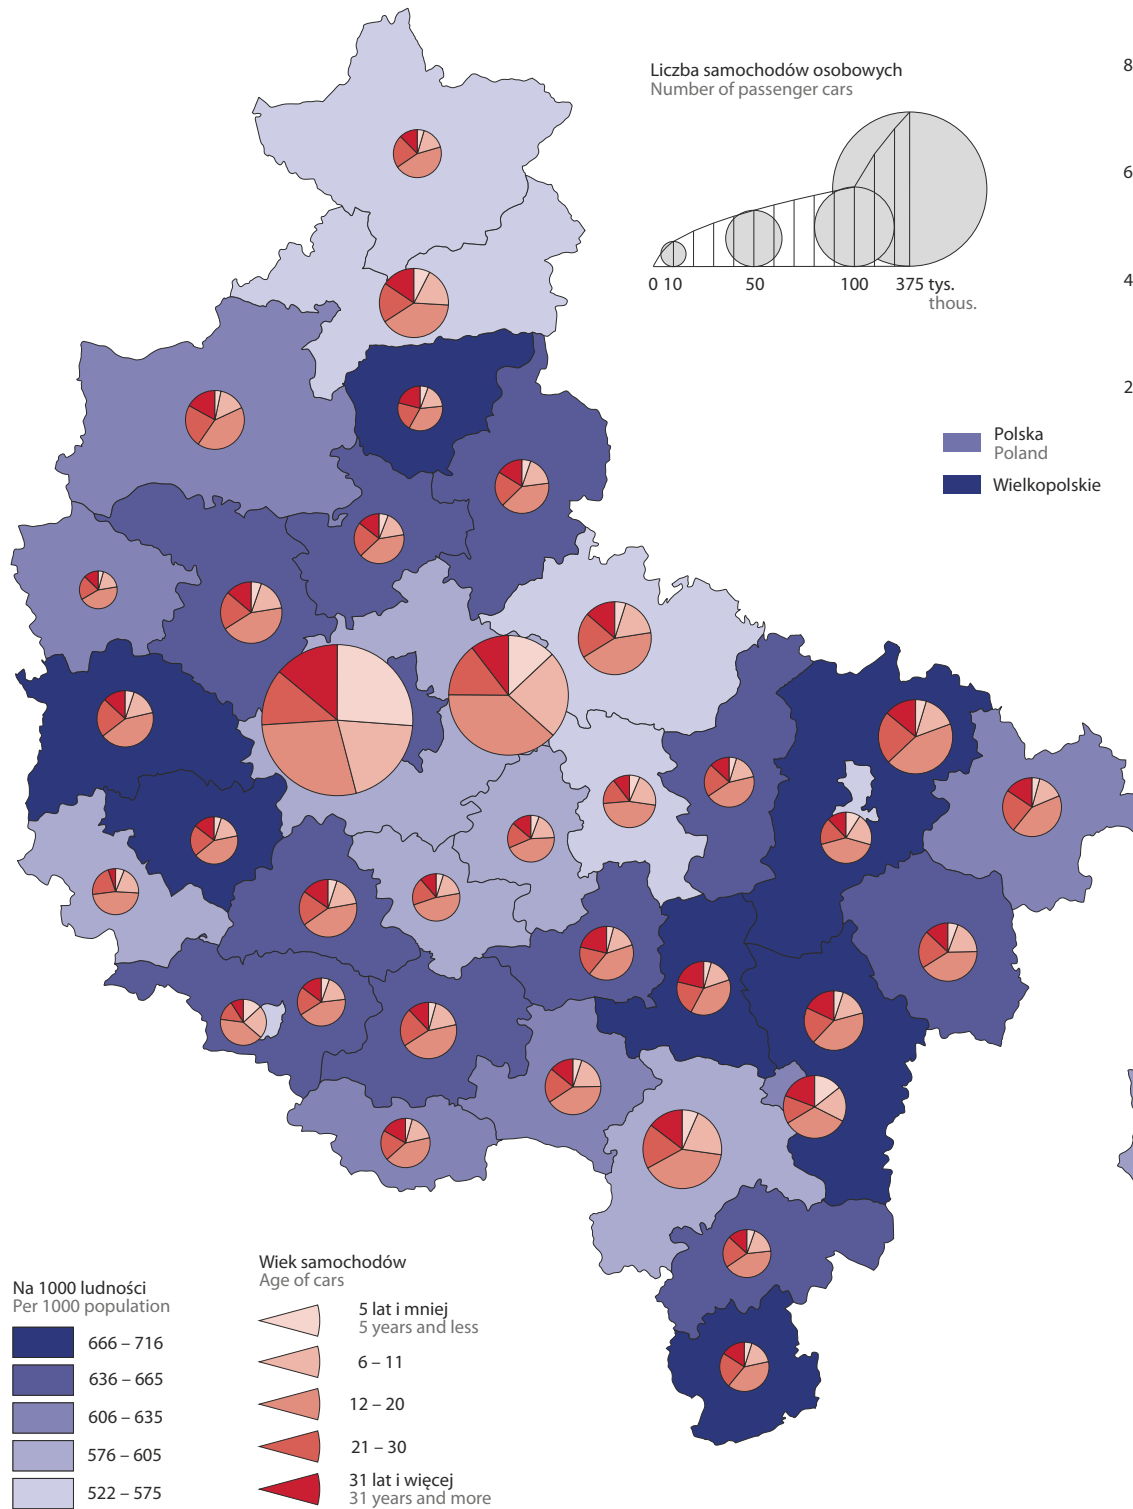 Liczba samochodów osobowych
Number of passenger cars
0 10 50 100 375 tys.
thous.
8
6
4
2
Polska
Poland
Wielkopolskie
Na 1000 ludności
Per 1000 population
666 – 716
636 – 665
606 – 635
576 – 605
522 – 575
Wiek samochodów
Age of cars
5 lat i mniej
5 years and less
6 – 11
12 – 20
21 – 30
31 lat i więcej
31 years and more